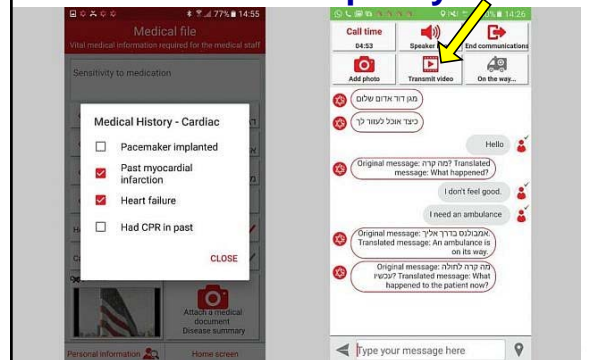 14:55
77%
Medical file
Vital medical information required for the medical staff
Sensitivity to medication
Medical History - Cardiac
Pacemaker implanted
Past myocardial
infarction
Heart failure
Had CPR in past
CLOSE
Attach a medical
document
Disease summary
Personal information
Home screen
14:26
Call time
04:53
Speaker
End communications
Add photo
Transmit video
On the way...
מגן דוד אדום שלום
כיצד אוכל לעזור לך
Hello
Original message: מה קרה? Translated
message: What happened?
I don't feel good.
I need an ambulance
Original message: אמבולנס בדרך אליך.
Translated message: An ambulance is
on its way.
Original message: מה קרה לחולה
עכשיו? Translated message: What
happened to the patient now?
Type your message here